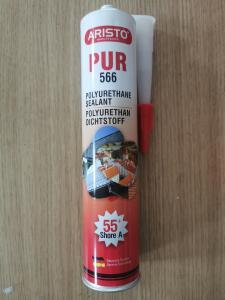 ARISTO
PUR
566
POLYURETHANE
SEALANT
POLYURETHAN
DICHTSTOFF
55°
Shore A